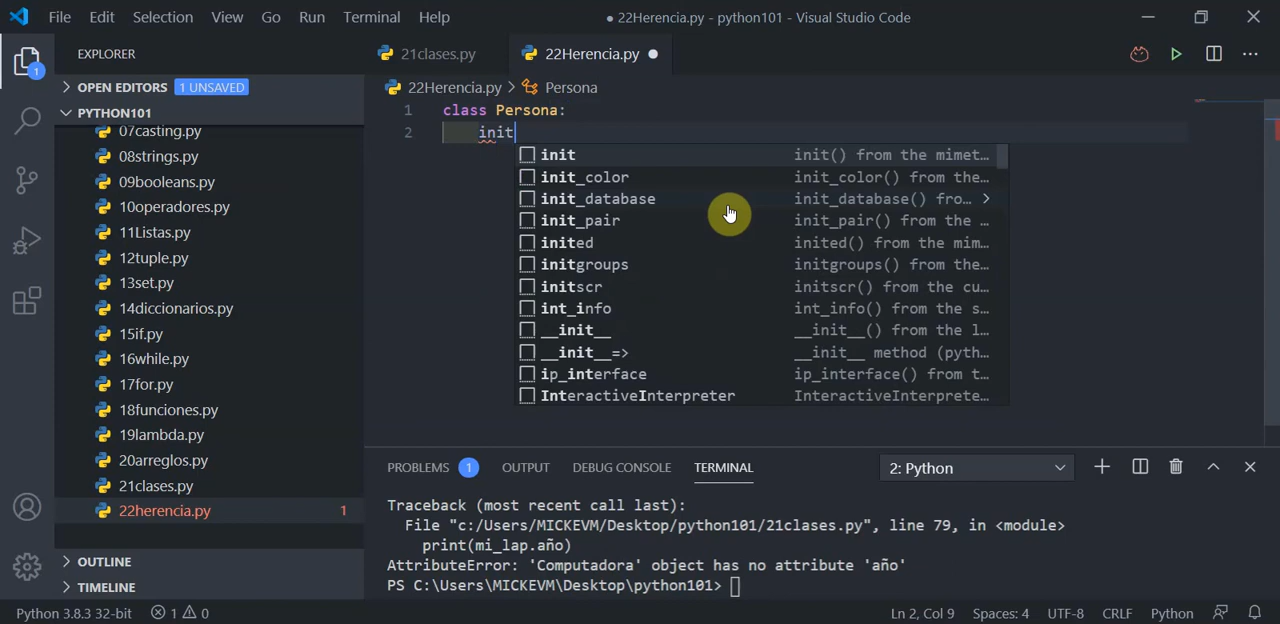 File Edit Selection View Go Run Terminal Help
● 22Herencia.py - python101 - Visual Studio Code
EXPLORER
1
OPEN EDITORS 1 UNSAVED
PYTHON101
07casting.py
08strings.py
09booleans.py
10operadores.py
11Listas.py
12tuple.py
13set.py
14diccionarios.py
15if.py
16while.py
17for.py
18funciones.py
19lambda.py
20arreglos.py
21clases.py
22herencia.py 1
OUTLINE
TIMELINE
21clases.py 22Herencia.py ●
22Herencia.py > Persona
1 class Persona:
2 init
init init() from the mimet…
init_color init_color() from the…
init_database init_database() fro… >
init_pair init_pair() from the …
inited inited() from the mim…
initgroups initgroups() from the…
initscr initscr() from the cu…
int_info int_info() from the s…
__init__ __init__() from the l…
__init__=> __init__ method (pyth…
ip_interface ip_interface() from t…
InteractiveInterpreter InteractiveInterprete…
PROBLEMS 1 OUTPUT DEBUG CONSOLE TERMINAL 2: Python
Traceback (most recent call last):
File "c:/Users/MICKEVM/Desktop/python101/21clases.py", line 79, in <module>
print(mi_lap.año)
AttributeError: 'Computadora' object has no attribute 'año'
PS C:\Users\MICKEVM\Desktop\python101>
Python 3.8.3 32-bit 1 0 Ln 2, Col 9 Spaces: 4 UTF-8 CRLF Python